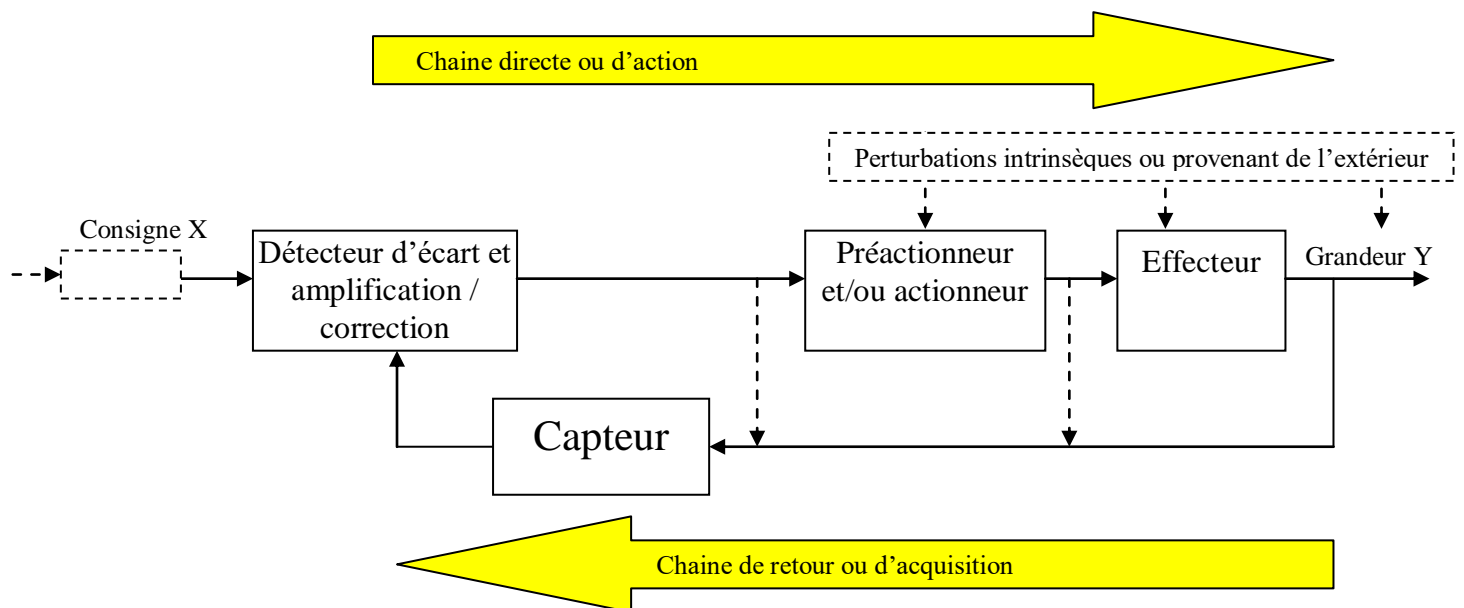 Chaine directe ou d'action
Perturbations intrinsèques ou provenant de l'extérieur
Consigne X
Détecteur d'écart et
amplification /
correction
Préactionneur
et/ou actionneur
Effecteur
Grandeur Y
Capteur
Chaine de retour ou d'acquisition